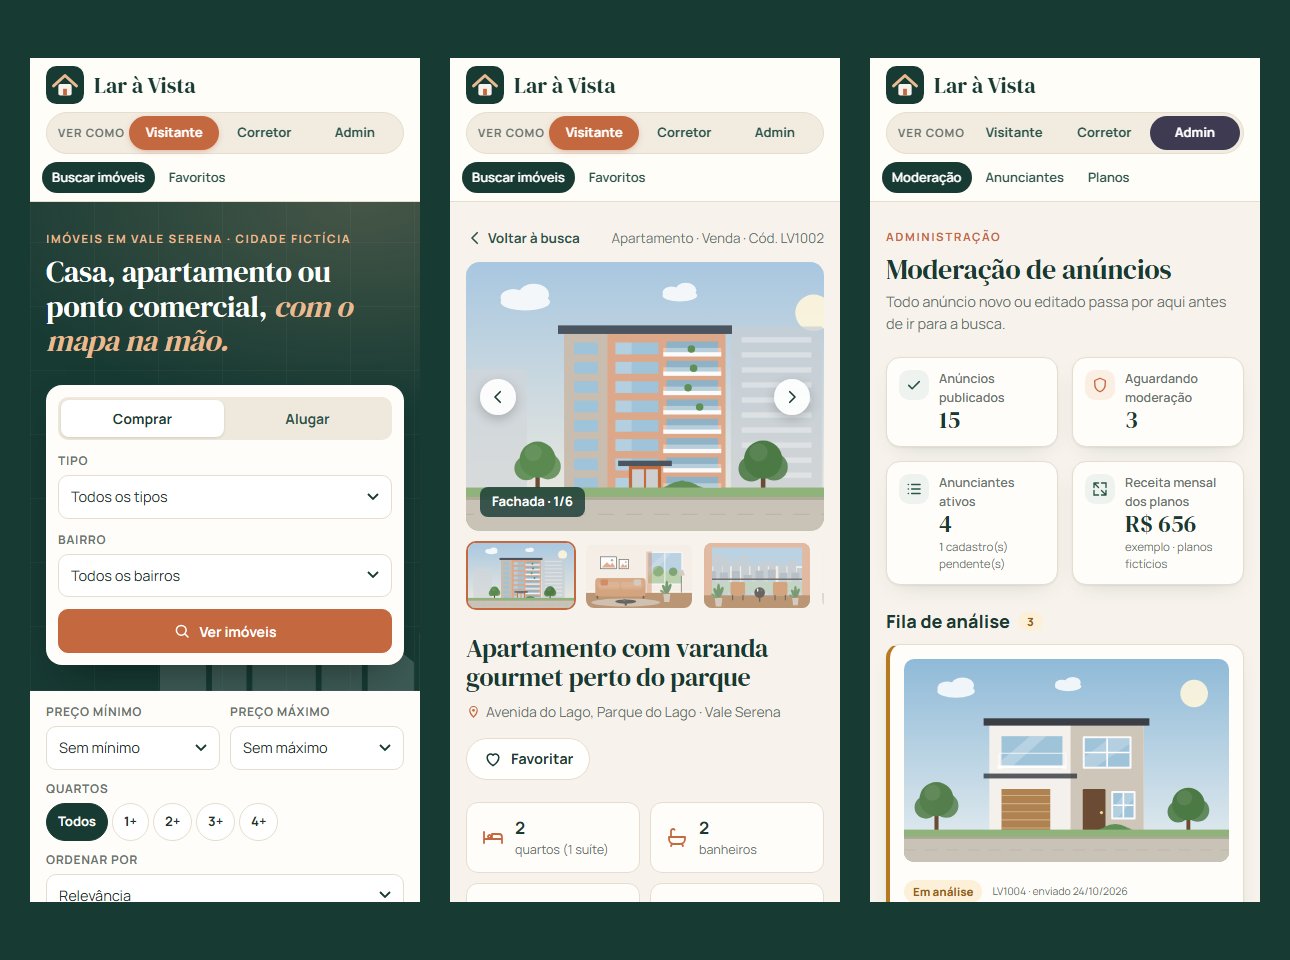 Lar à Vista
VER COMO Visitante Corretor Admin
Buscar imóveis Favoritos
IMÓVEIS EM VALE SERENA · CIDADE FICTÍCIA
Casa, apartamento ou
ponto comercial, com o
mapa na mão.
Comprar Alugar
TIPO
Todos os tipos
BAIRRO
Todos os bairros
Ver imóveis
PREÇO MÍNIMO PREÇO MÁXIMO
Sem mínimo Sem máximo
QUARTOS
Todos 1+ 2+ 3+ 4+
ORDENAR POR
Relevância
Lar à Vista
VER COMO Visitante Corretor Admin
Buscar imóveis Favoritos
Voltar à busca Apartamento · Venda · Cód. LV1002
Fachada · 1/6
Apartamento com varanda
gourmet perto do parque
Avenida do Lago, Parque do Lago · Vale Serena
Favoritar
2 2
quartos (1 suíte) banheiros
Lar à Vista
VER COMO Visitante Corretor Admin
Moderação Anunciantes Planos
ADMINISTRAÇÃO
Moderação de anúncios
Todo anúncio novo ou editado passa por aqui antes
de ir para a busca.
Anúncios
publicados
15
Aguardando
moderação
3
Anunciantes
ativos
4
1 cadastro(s)
pendente(s)
Receita mensal
dos planos
R$ 656
exemplo · planos
fictícios
Fila de análise 3
Em análise LV1004 · enviado 24/10/2026